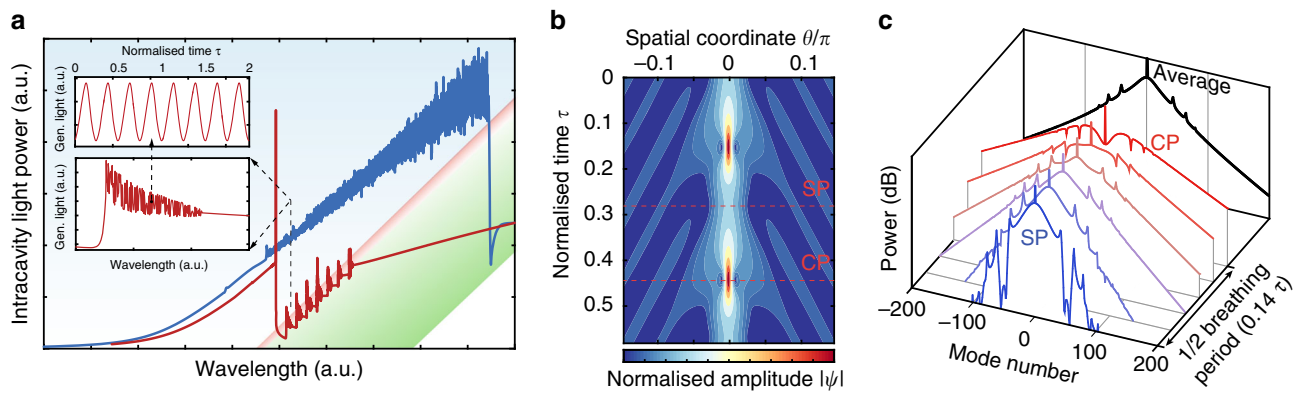 a
Intracavity light power (a.u.)
Wavelength (a.u.)
Normalised time τ
0 0.5 1 1.5 2
Gen. light (a.u.)
Gen. light (a.u.)
Wavelength (a.u.)
b
Spatial coordinate θ/π
−0.1 0 0.1
Normalised time τ
0
0.1
0.2
SP
0.3
0.4
CP
0.5
Normalised amplitude |ψ|
c
Average
CP
SP
Power (dB)
−200
−100
0
100
200
Mode number
1/2 breathing
period (0.14 τ)